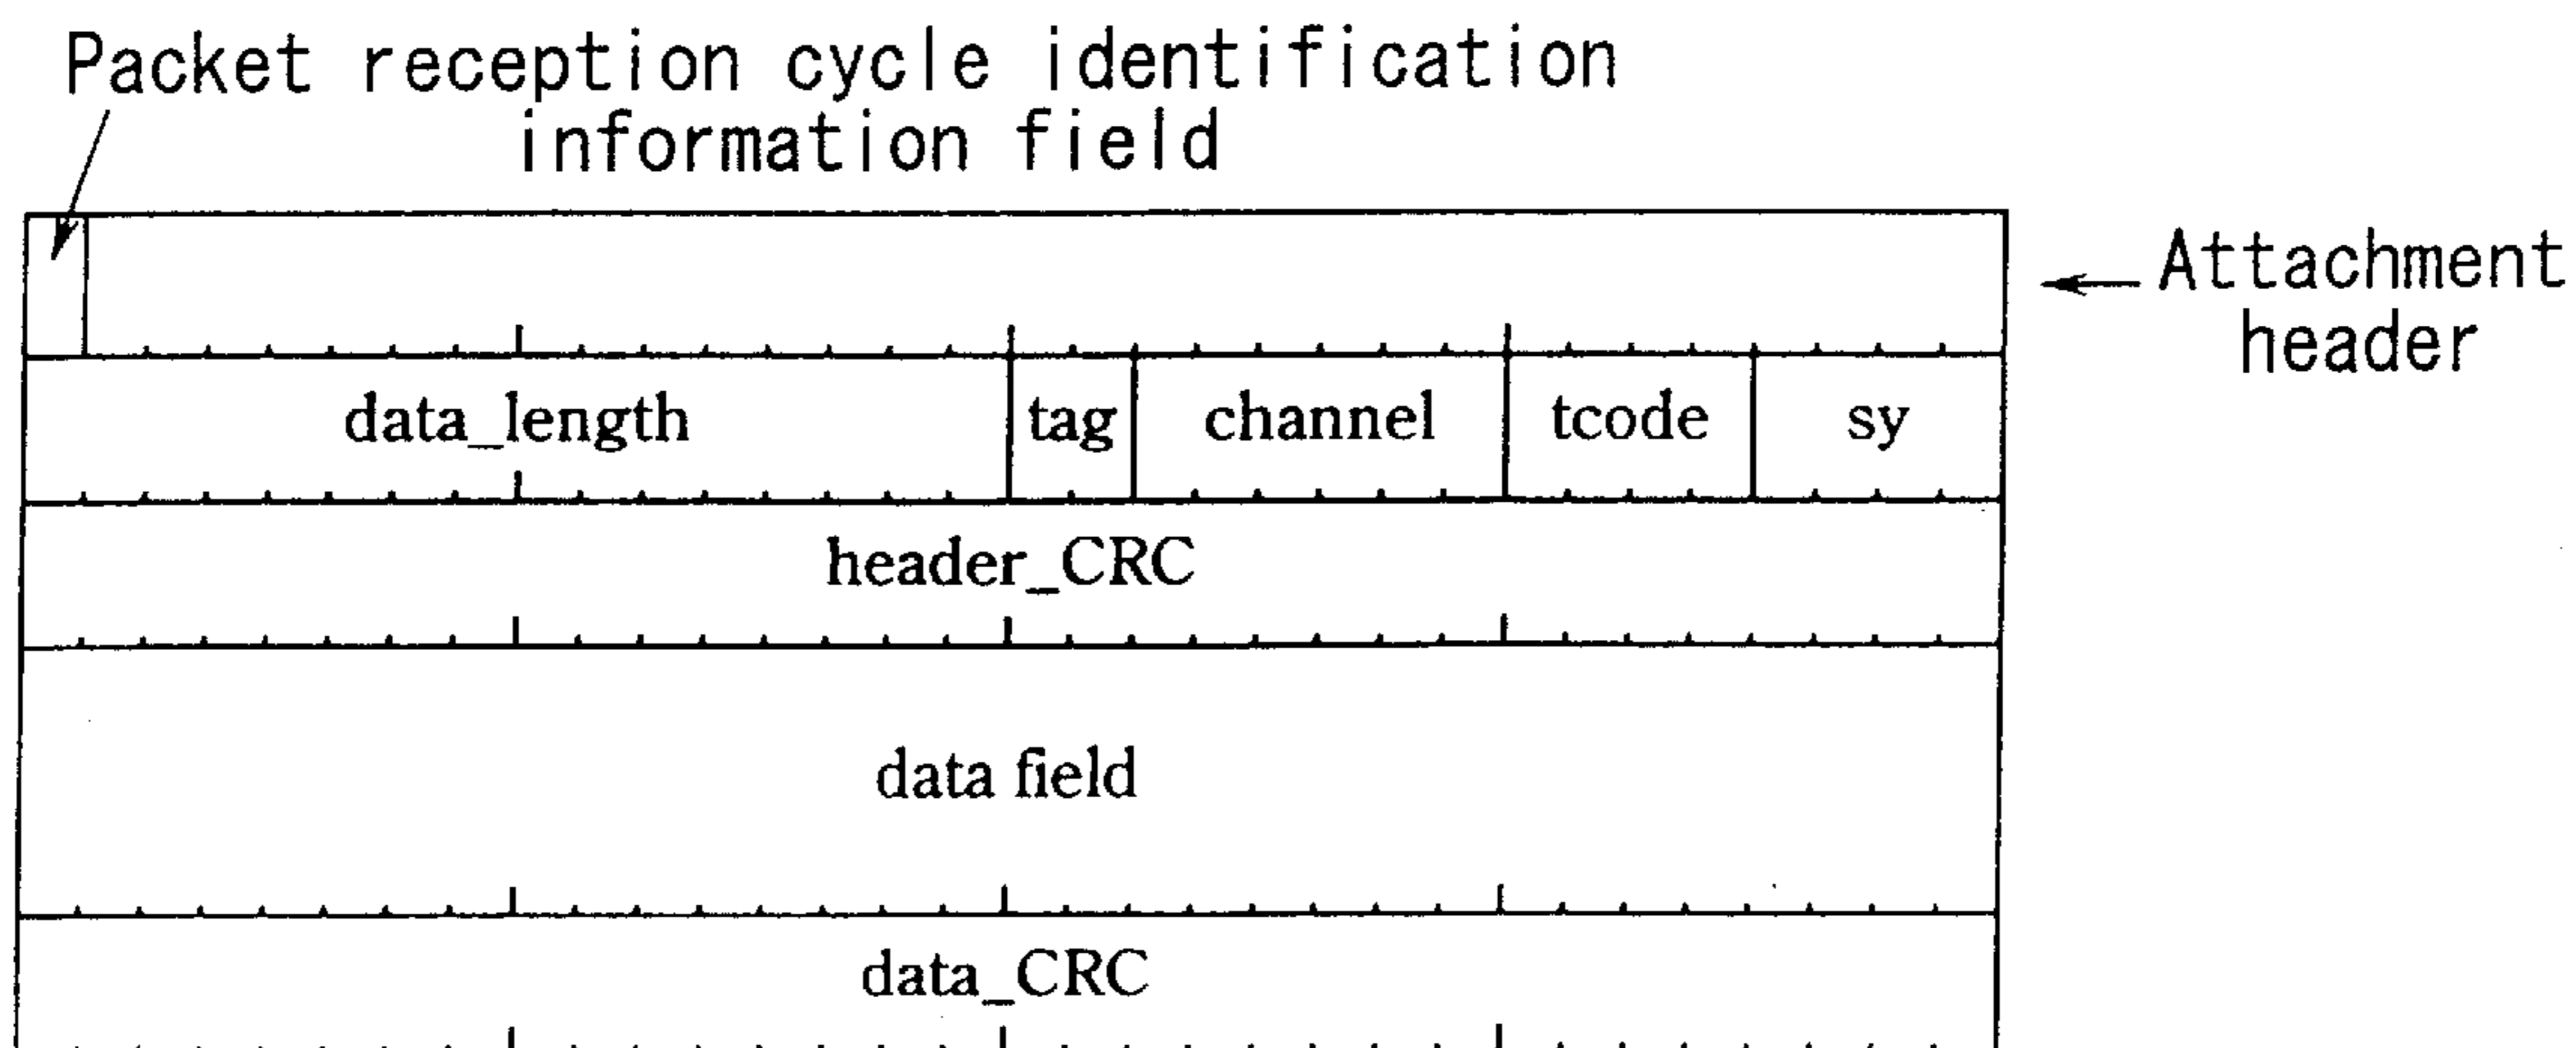 Packet reception cycle identification
information field
Attachment
header
data_length tag channel tcode sy
header_CRC
data field
data_CRC